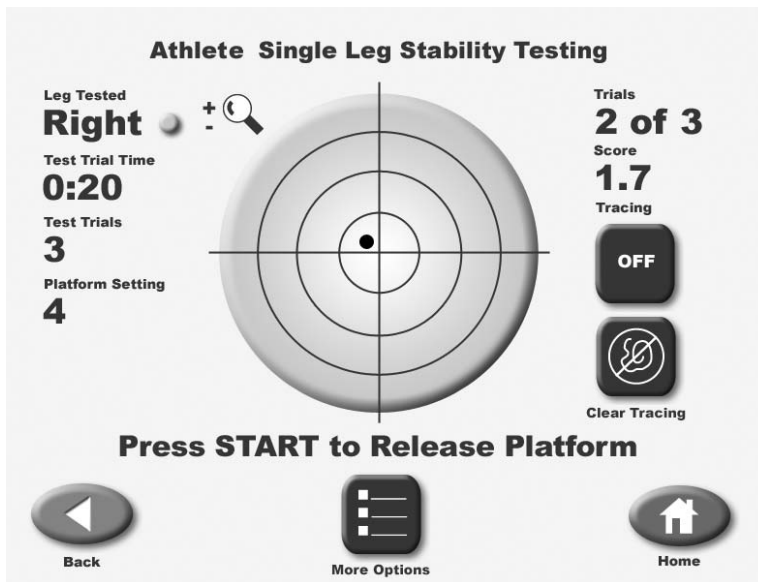 Athlete Single Leg Stability Testing
Leg Tested
Right
+
-
Test Trial Time
0:20
Test Trials
3
Platform Setting
4
Trials
2 of 3
Score
1.7
Tracing
OFF
Clear Tracing
Press START to Release Platform
Back
More Options
Home